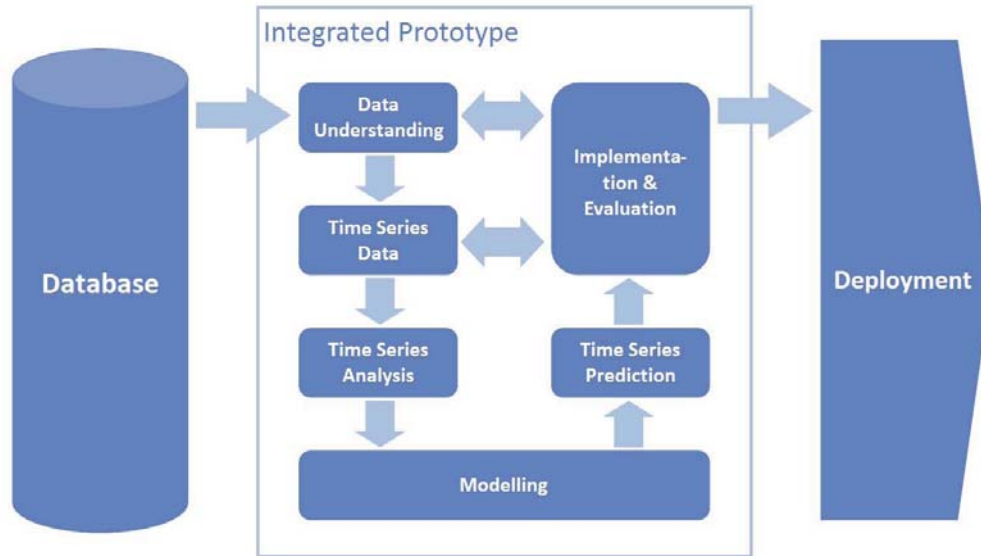 Integrated Prototype
Database
Data
Understanding
Time Series
Data
Time Series
Analysis
Modelling
Time Series
Prediction
Implementa-
tion &
Evaluation
Deployment